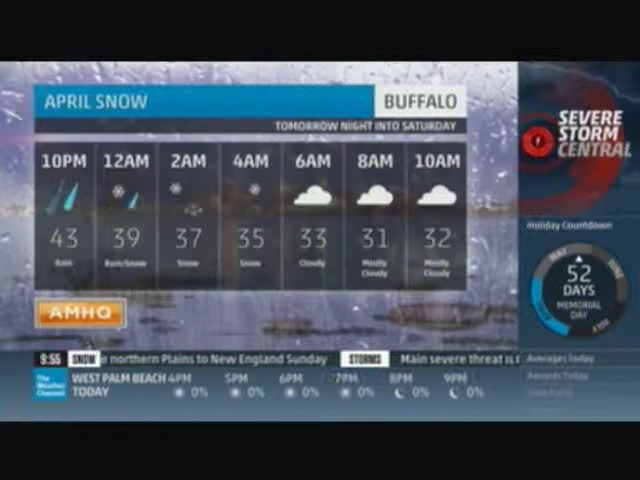 APRIL SNOW
BUFFALO
TOMORROW NIGHT INTO SATURDAY
10PM 12AM 2AM 4AM 6AM 8AM 10AM
43 39 37 35 33 31 32
Rain Rain/Snow Snow Snow Cloudy Mostly Cloudy Mostly Cloudy
AMHQ
SEVERE
STORM
CENTRAL
Holiday Countdown
MAY
52
DAYS
MEMORIAL
DAY
Averages Today
Records Today
9:55 SNOW e northern Plains to New England Sunday STORMS Main severe threat is
The
Weather
Channel
WEST PALM BEACH 4PM 5PM 6PM 7PM 8PM 9PM
TODAY 0% 0% 0% 0% 0% 0%